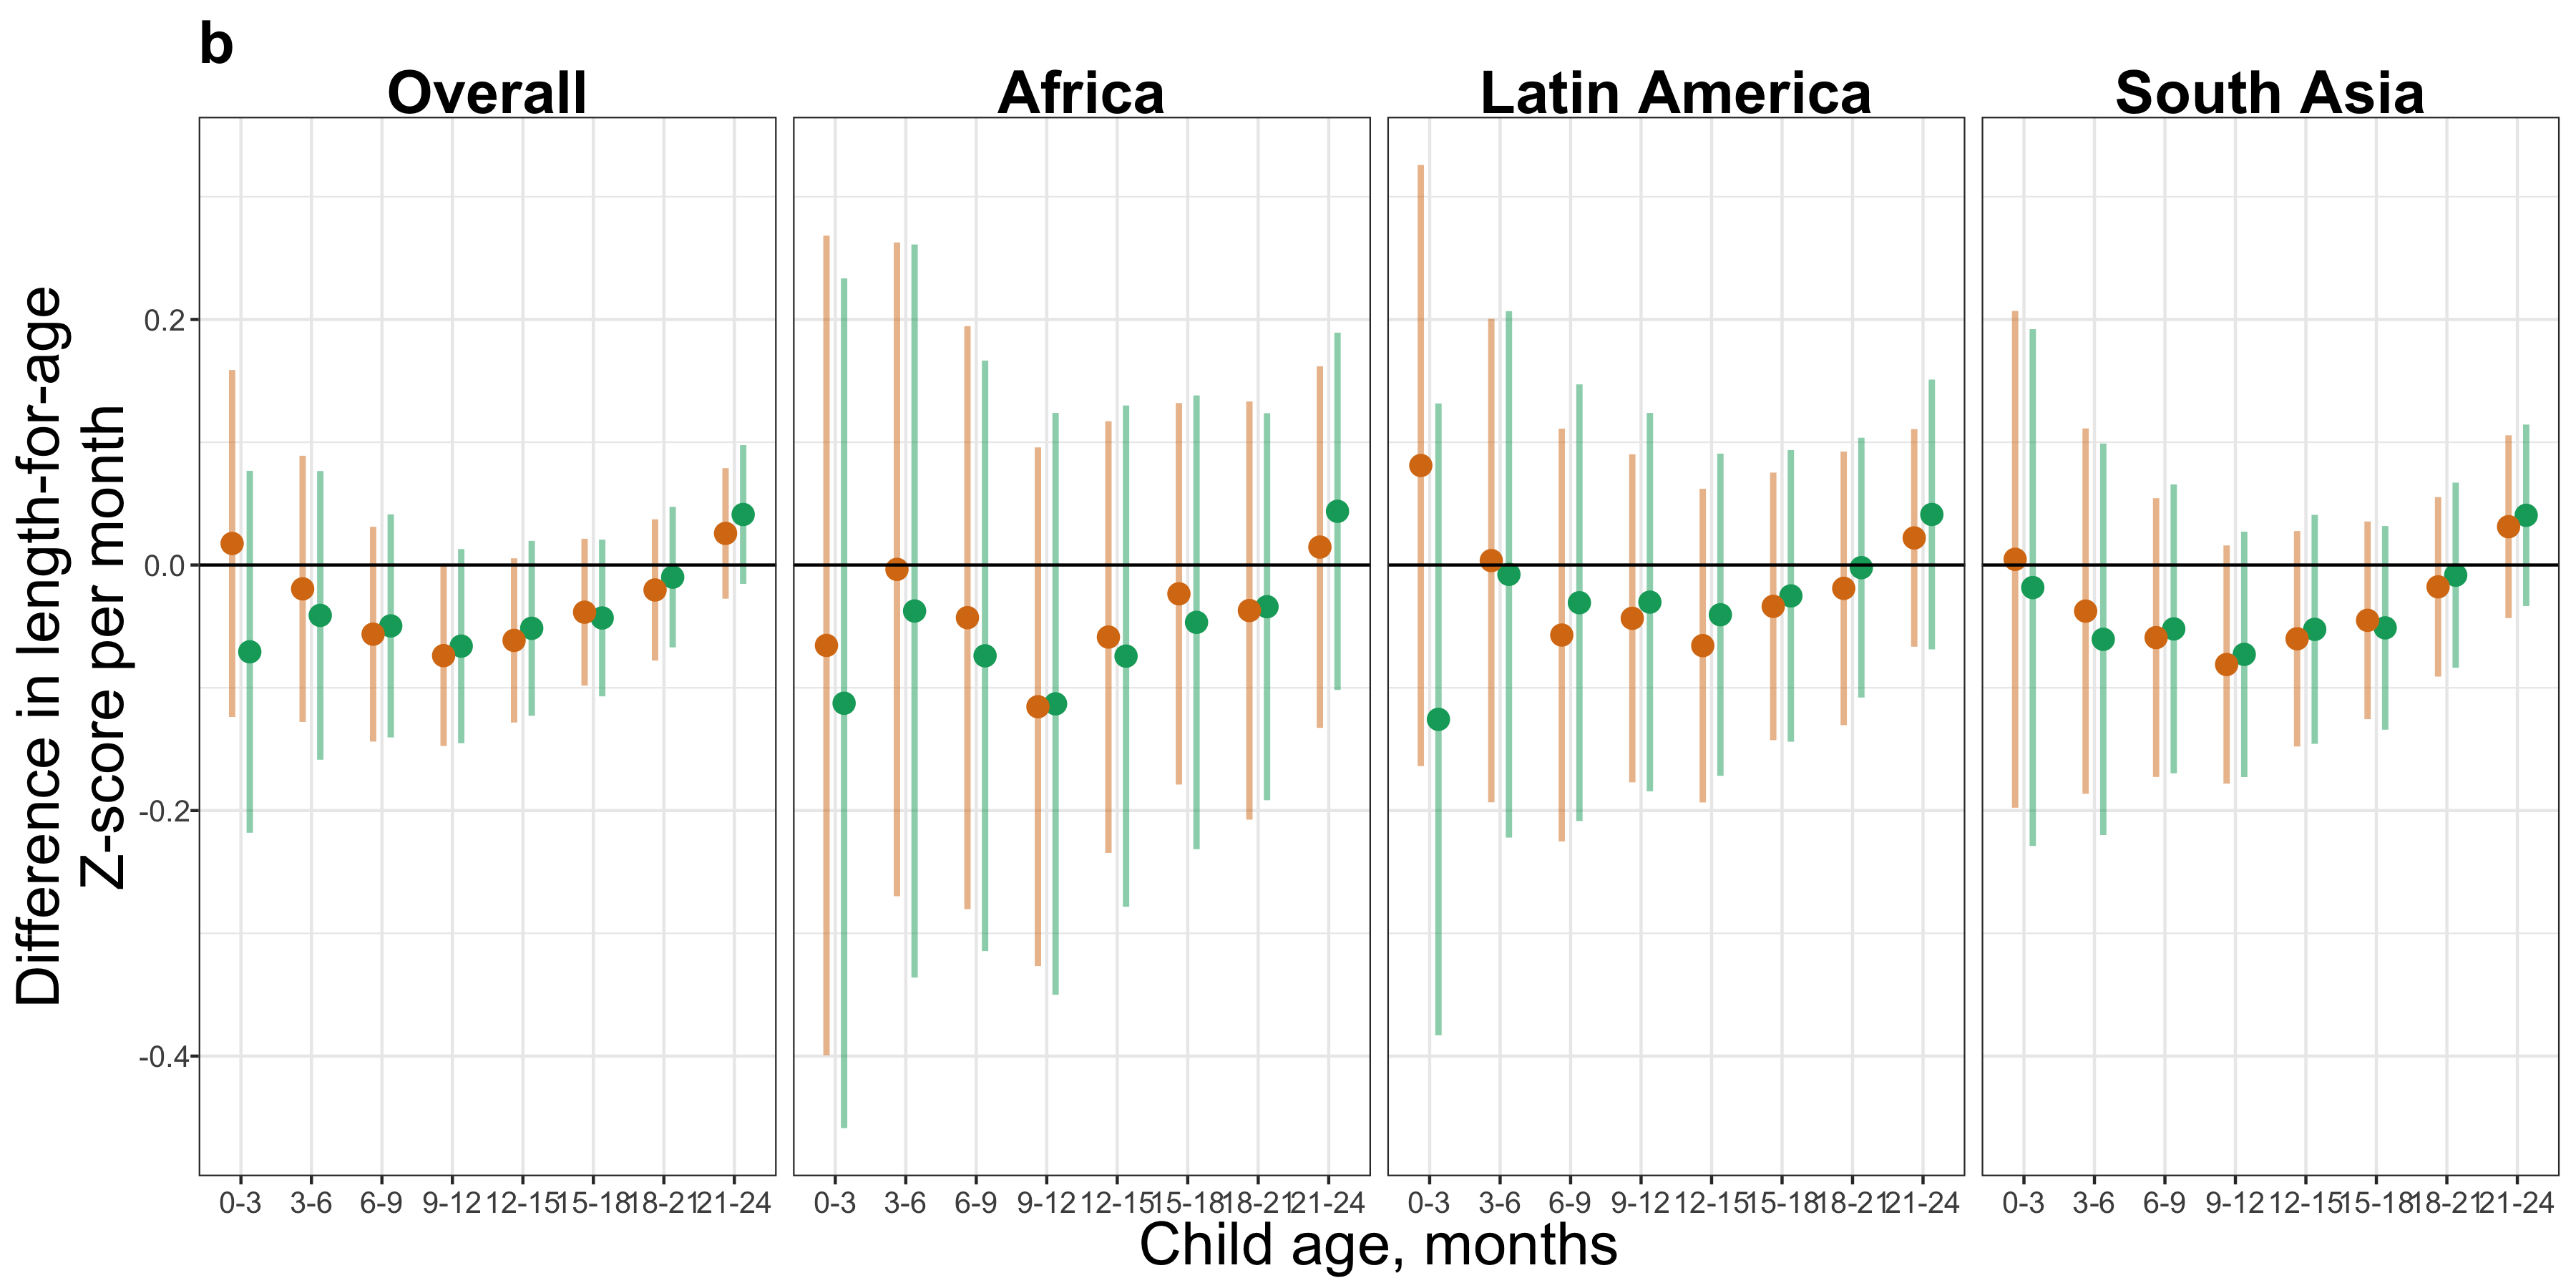 b
Overall
Africa
Latin America
South Asia
Difference in length-for-age
Z-score per month
0.2
0.0
-0.2
-0.4
0-3 3-6 6-9 9-12 12-15 15-18 18-21 21-24
0-3 3-6 6-9 9-12 12-15 15-18 18-21 21-24
0-3 3-6 6-9 9-12 12-15 15-18 18-21 21-24
0-3 3-6 6-9 9-12 12-15 15-18 18-21 21-24
Child age, months